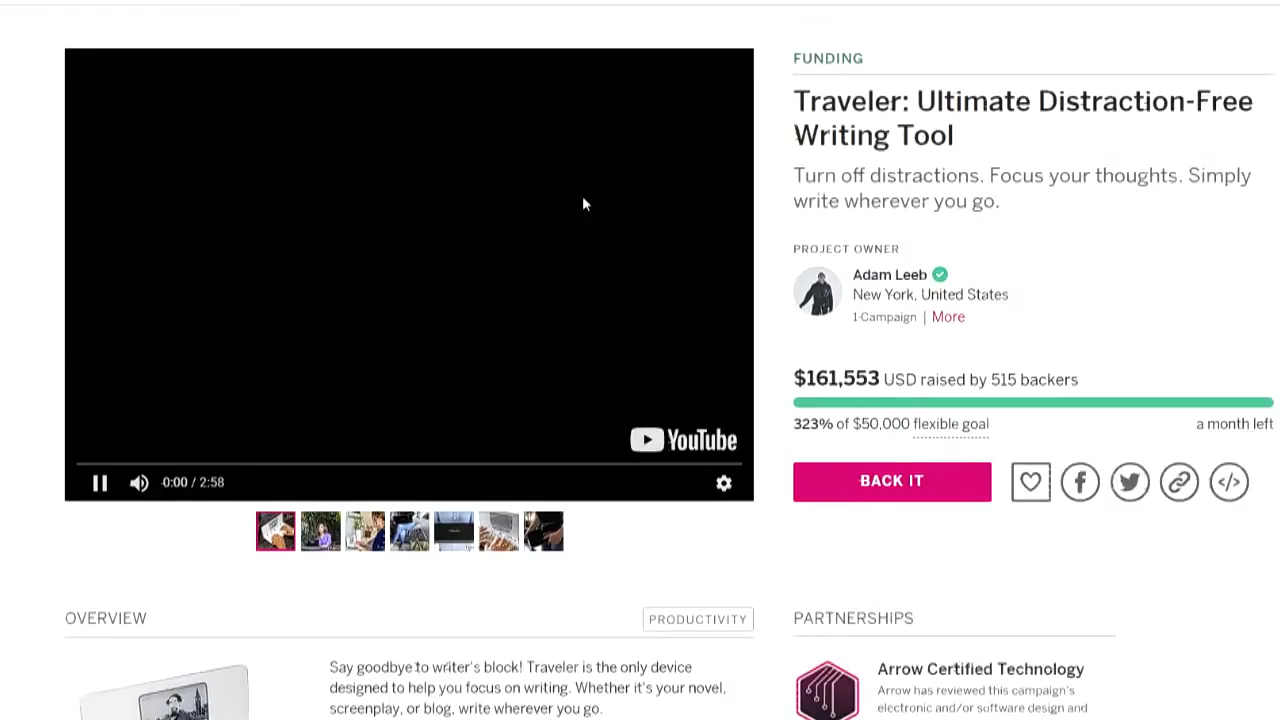 FUNDING
Traveler: Ultimate Distraction-Free
Writing Tool
Turn off distractions. Focus your thoughts. Simply
write wherever you go.
PROJECT OWNER
Adam Leeb
New York, United States
1 Campaign | More
$161,553 USD raised by 515 backers
323% of $50,000 flexible goal
a month left
BACK IT
YouTube
0:00 / 2:58
OVERVIEW
PRODUCTIVITY
Say goodbye to writer's block! Traveler is the only device
designed to help you focus on writing. Whether it's your novel,
screenplay, or blog, write wherever you go.
PARTNERSHIPS
Arrow Certified Technology
Arrow has reviewed this campaign's
electronic and/or software design and